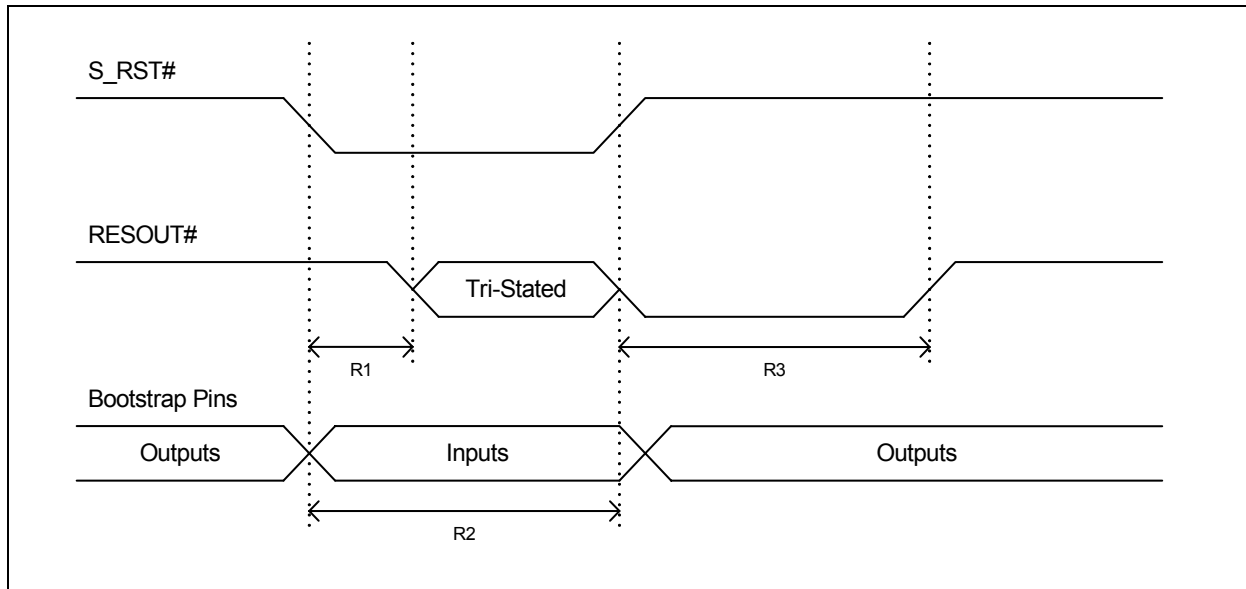 S_RST#
RESOUT#
Tri-Stated
R1
R3
Bootstrap Pins
Outputs
Inputs
Outputs
R2